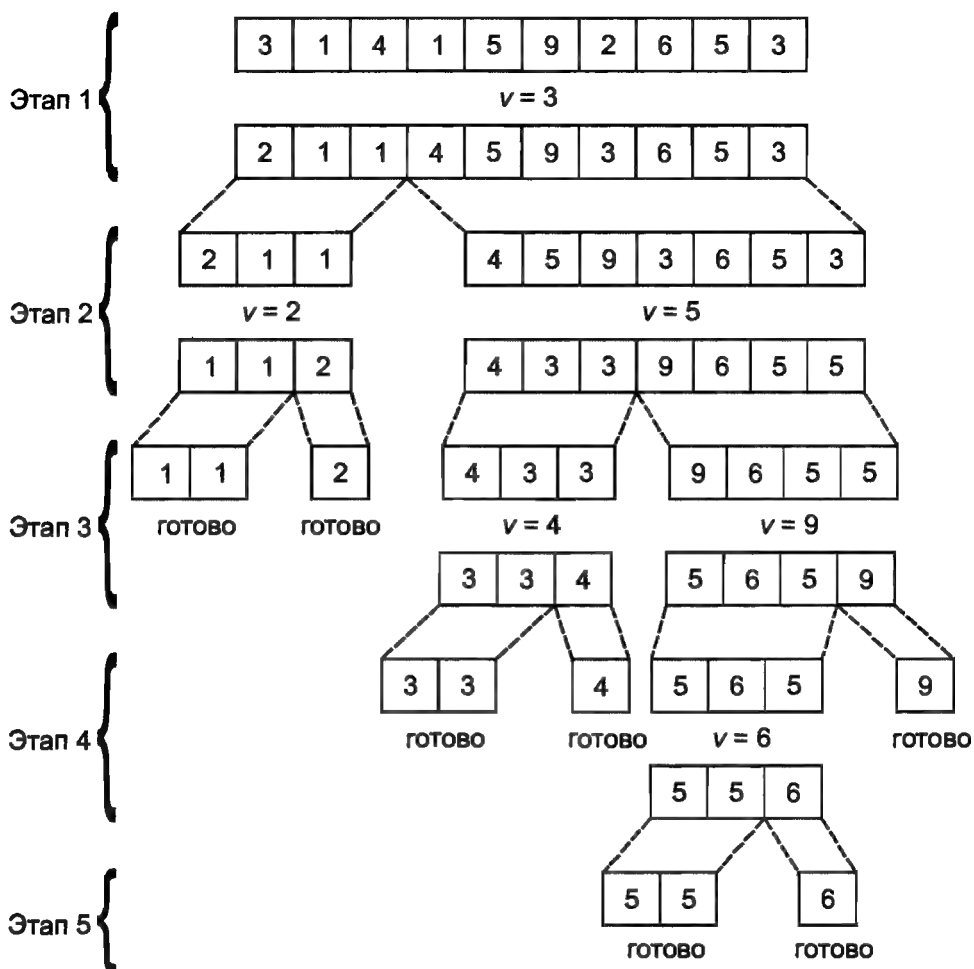 3 1 4 1 5 9 2 6 5 3
Этап 1
v = 3
2 1 1 4 5 9 3 6 5 3
2 1 1 4 5 9 3 6 5 3
Этап 2
v = 2 v = 5
1 1 2 4 3 3 9 6 5 5
1 1 2 4 3 3 9 6 5 5
Этап 3
готово готово v = 4 v = 9
3 3 4 5 6 5 9
3 3 4 5 6 5 9
Этап 4
готово готово v = 6 готово
5 5 6
5 5 6
Этап 5
готово готово